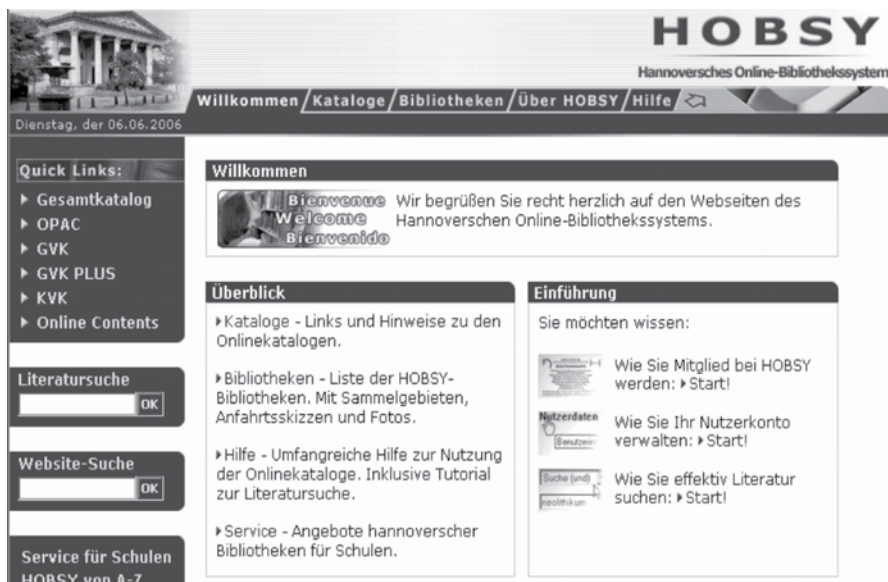 HOBSY
Hannoversches Online-Bibliothekssystem
Willkommen / Kataloge / Bibliotheken / Über HOBSY / Hilfe /
Dienstag, der 06.06.2006
Quick Links:
Gesamtkatalog
OPAC
GVK
GVK PLUS
KVK
Online Contents
Literatursuche
OK
Website-Suche
OK
Service für Schulen
HOBSY von A-Z
Willkommen
Bienvenue
Welcome
Bienvenido
Wir begrüßen Sie recht herzlich auf den Webseiten des
Hannoverschen Online-Bibliothekssystems.
Überblick
Kataloge - Links und Hinweise zu den
Onlinekatalogen.
Bibliotheken - Liste der HOBSY-
Bibliotheken. Mit Sammelgebieten,
Anfahrtsskizzen und Fotos.
Hilfe - Umfangreiche Hilfe zur Nutzung
der Onlinekataloge. Inklusive Tutorial
zur Literatursuche.
Service - Angebote hannoverscher
Bibliotheken für Schulen.
Einführung
Sie möchten wissen:
Wie Sie Mitglied bei HOBSY
werden: Start!
Nutzerdaten
Wie Sie Ihr Nutzerkonto
verwalten: Start!
Suche (und)
neolithikum
Wie Sie effektiv Literatur
suchen: Start!